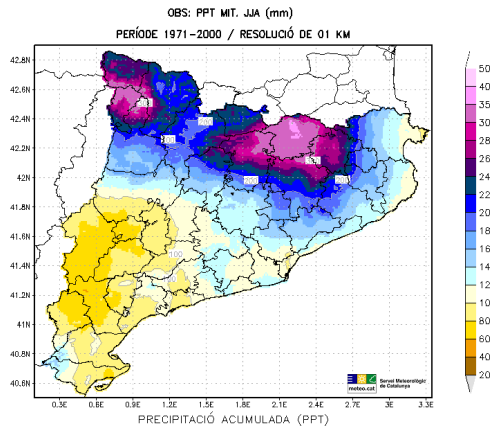 OBS: PPT MIT. JJA (mm)
PERÍODE 1971-2000 / RESOLUCIÓ DE 01 KM
42.8N
42.6N
42.4N
42.2N
42N
41.8N
41.6N
41.4N
41.2N
41N
40.8N
40.6N
100
0.3E 0.6E 0.9E 1.2E 1.5E 1.8E 2.1E 2.4E 2.7E 3E 3.3E
50
40
35
30
28
26
24
22
20
18
16
14
12
10
80
60
40
20
meteo.cat
Servei Meteorològic
de Catalunya
PRECIPITACIÓ ACUMULADA (PPT)